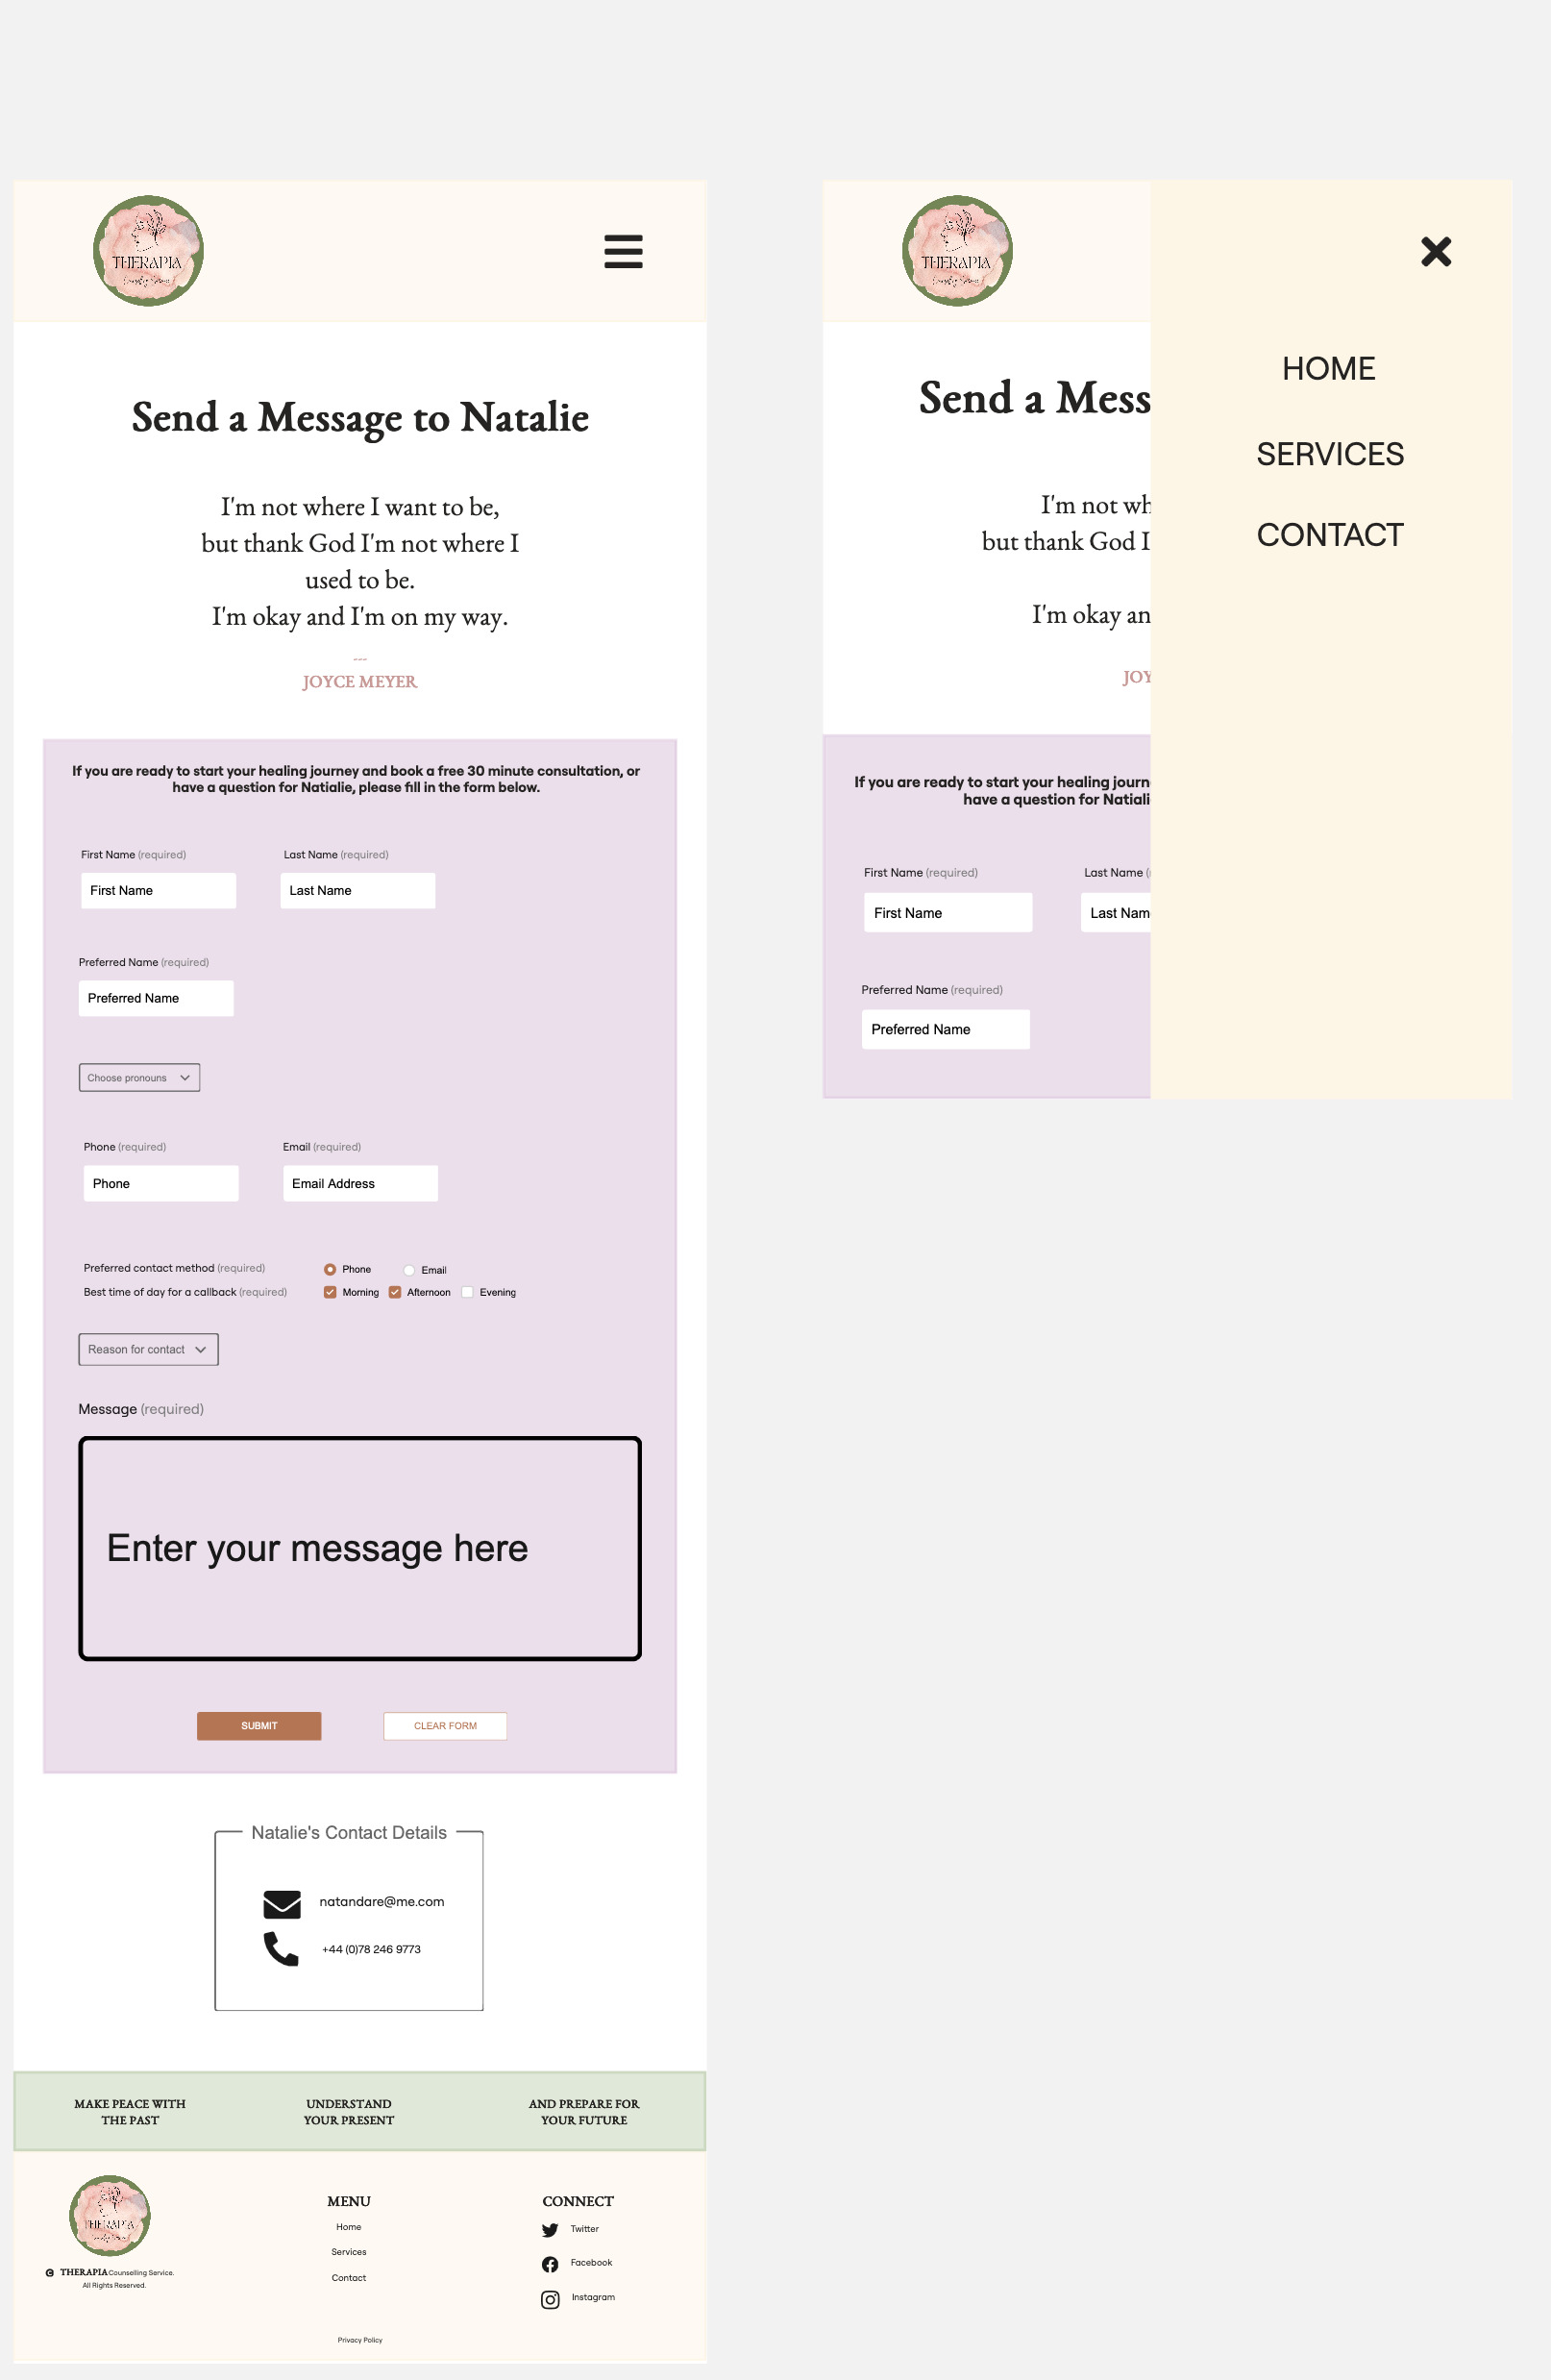 THERAPIA
Send a Message to Natalie
I'm not where I want to be,
but thank God I'm not where I
used to be.
I'm okay and I'm on my way.
---
JOYCE MEYER
If you are ready to start your healing journey and book a free 30 minute consultation, or
have a question for Natialie, please fill in the form below.
First Name (required)
Last Name (required)
First Name
Last Name
Preferred Name (required)
Preferred Name
Choose pronouns
Phone (required)
Email (required)
Phone
Email Address
Preferred contact method (required)
Phone
Email
Best time of day for a callback (required)
Morning
Afternoon
Evening
Reason for contact
Message (required)
Enter your message here
SUBMIT
CLEAR FORM
Natalie's Contact Details
natandare@me.com
+44 (0)78 246 9773
MAKE PEACE WITH
THE PAST
UNDERSTAND
YOUR PRESENT
AND PREPARE FOR
YOUR FUTURE
THERAPIA
© THERAPIA Counselling Service.
All Rights Reserved.
MENU
Home
Services
Contact
CONNECT
Twitter
Facebook
Instagram
Privacy Policy
THERAPIA
Send a Mess
I'm not wh
but thank God I
I'm okay an
JOY
If you are ready to start your healing journ
have a question for Natiali
First Name (required)
Last Name (
First Name
Last Nam
Preferred Name (required)
Preferred Name
HOME
SERVICES
CONTACT